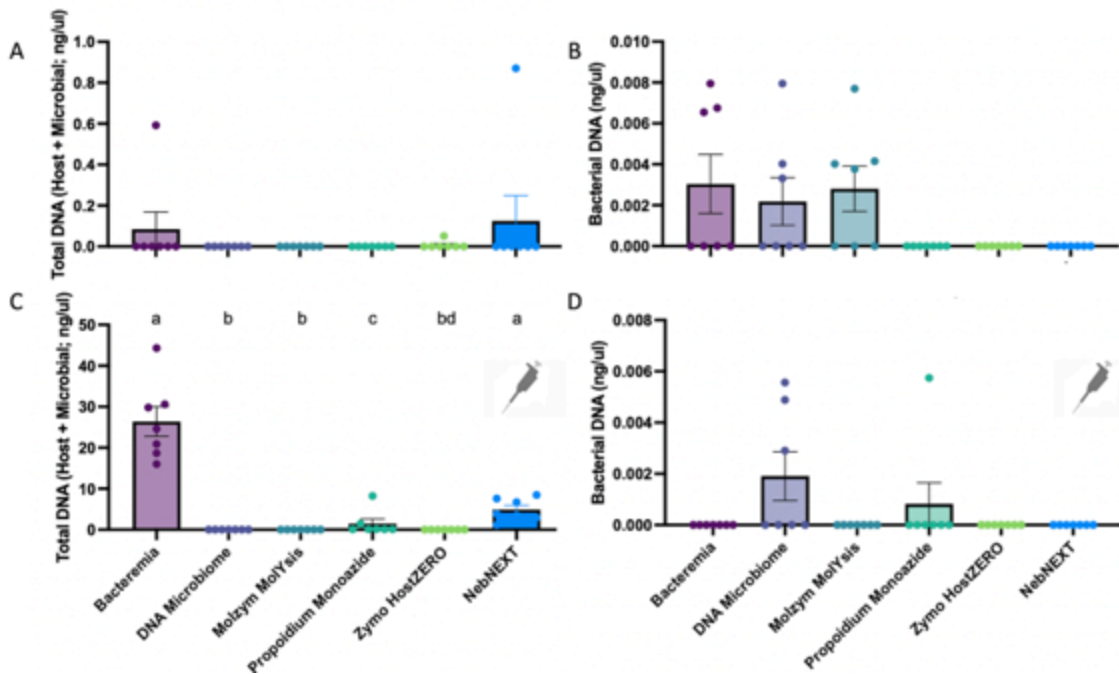 A
Total DNA (Host + Microbial; ng/ul)
1.0
0.8
0.6
0.4
0.2
0.0
B
Bacterial DNA (ng/ul)
0.010
0.008
0.006
0.004
0.002
0.000
C
Total DNA (Host + Microbial; ng/ul)
50
40
30
20
10
0
a b b c bd a
Bacteremia
DNA Microbiome
Molzym MolYsis
Propoidium Monoazide
Zymo HostZERO
NebNEXT
D
Bacterial DNA (ng/ul)
0.008
0.006
0.004
0.002
0.000
Bacteremia
DNA Microbiome
Molzym MolYsis
Propoidium Monoazide
Zymo HostZERO
NebNEXT